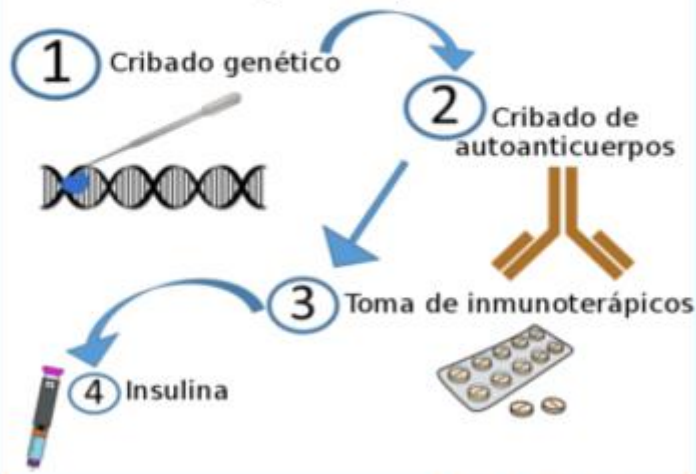 1 Cribado genético
2 Cribado de
autoanticuerpos
3 Toma de inmunoterápicos
4 Insulina